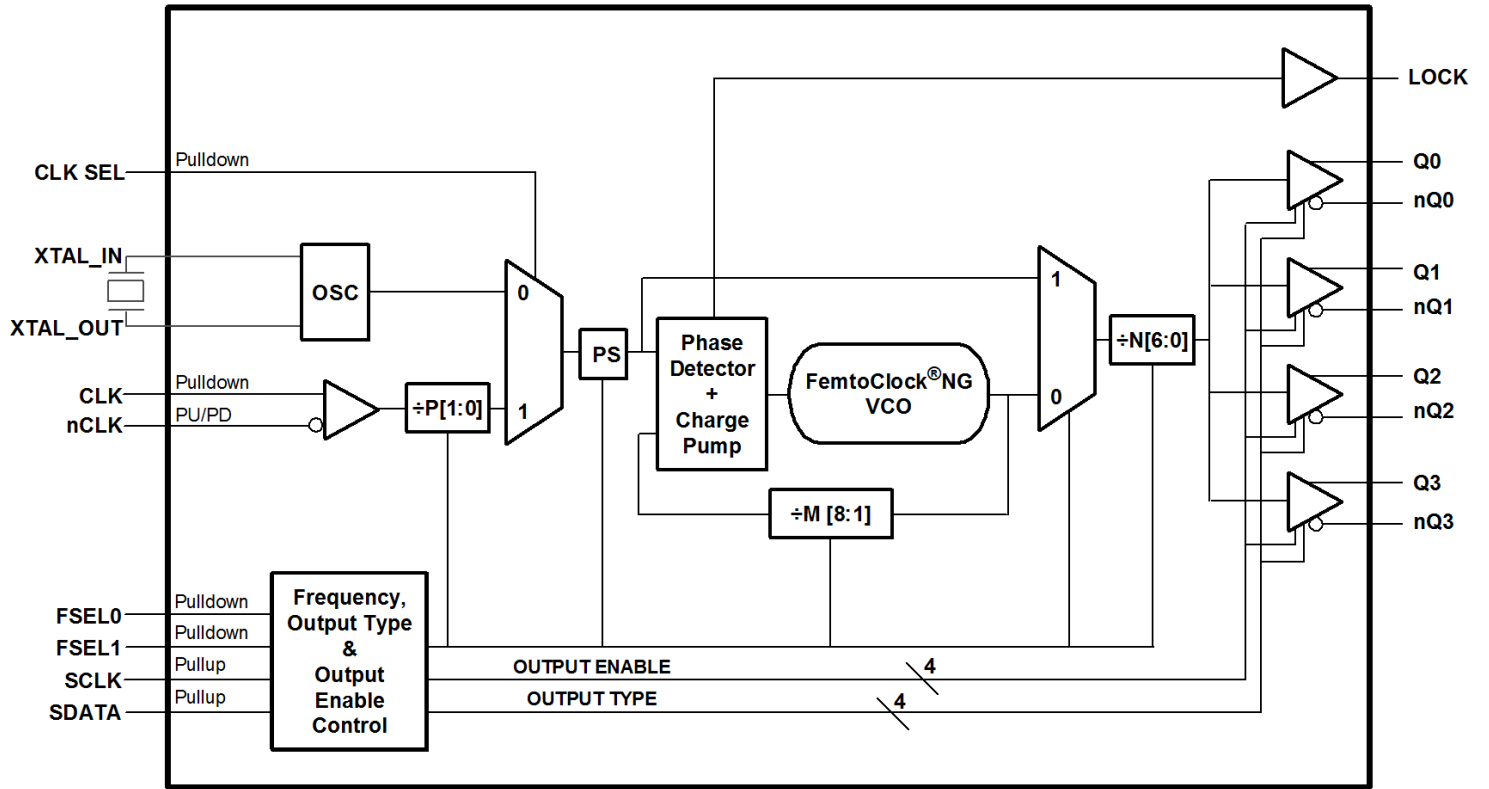 LOCK
Q0
nQ0
Q1
nQ1
Q2
nQ2
Q3
nQ3
CLK SEL
Pulldown
XTAL_IN
XTAL_OUT
OSC
0
1
CLK
Pulldown
nCLK
PU/PD
÷P[1:0]
PS
Phase
Detector
+
Charge
Pump
FemtoClock®NG
VCO
÷M [8:1]
1
0
÷N[6:0]
FSEL0
Pulldown
FSEL1
Pulldown
SCLK
Pullup
SDATA
Pullup
Frequency,
Output Type
&
Output
Enable
Control
OUTPUT ENABLE
4
OUTPUT TYPE
4